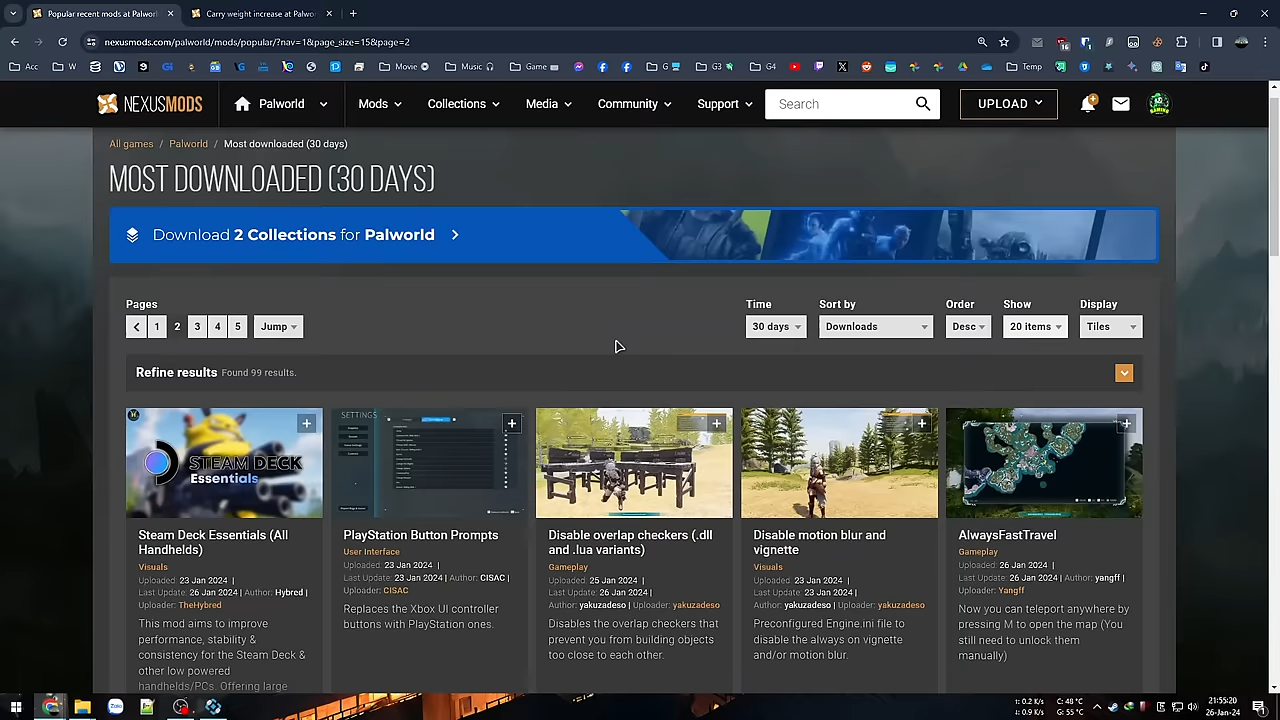 Popular recent mods at Palwor
Carry weight increase at Palwor
nexusmods.com/palworld/mods/popular/?nav=1&page_size=15&page=2
Acc
W
Movie
Music
Game
G
G3
G4
Temp
NEXUSMODS
Palworld
Mods
Collections
Media
Community
Support
Search
UPLOAD
All games / Palworld / Most downloaded (30 days)
MOST DOWNLOADED (30 DAYS)
Download 2 Collections for Palworld
Pages
1
2
3
4
5
Jump
Time
Sort by
Order
Show
Display
30 days
Downloads
Desc
20 items
Tiles
Refine results Found 99 results.
STEAM DECK
Essentials
SETTINGS
Steam Deck Essentials (All
Handhelds)
Visuals
Uploaded: 23 Jan 2024 |
Last Update: 26 Jan 2024 | Author: Hybred |
Uploader: TheHybred
This mod aims to improve
performance, stability &
consistency for the Steam Deck &
other low powered
handhelds/PCs. Offering large
PlayStation Button Prompts
User Interface
Uploaded: 23 Jan 2024 |
Last Update: 23 Jan 2024 | Author: CISAC |
Uploader: CISAC
Replaces the Xbox UI controller
buttons with PlayStation ones.
Disable overlap checkers (.dll
and .lua variants)
Gameplay
Uploaded: 25 Jan 2024 |
Last Update: 26 Jan 2024 |
Author: yakuzadeso | Uploader: yakuzadeso
Disables the overlap checkers that
prevent you from building objects
too close to each other.
Disable motion blur and
vignette
Visuals
Uploaded: 23 Jan 2024 |
Last Update: 23 Jan 2024 |
Author: yakuzadeso | Uploader: yakuzadeso
Preconfigured Engine.ini file to
disable the always on vignette
and/or motion blur.
AlwaysFastTravel
Gameplay
Uploaded: 26 Jan 2024 |
Last Update: 26 Jan 2024 | Author: yangff |
Uploader: Yangff
Now you can teleport anywhere by
pressing M to open the map (You
still need to unlock them
manually)
Zalo
↓: 0.2 K/s
↑: 0.9 K/s
C: 48 °C
G: 55 °C
21:55:20
26-Jan-24